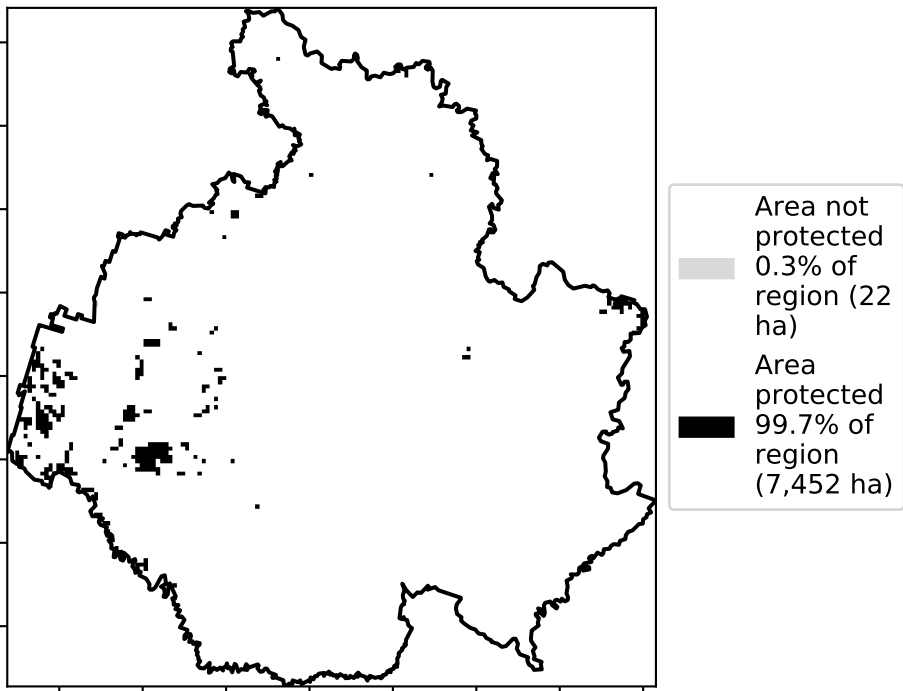 Area not
protected
0.3% of
region (22
ha)
Area
protected
99.7% of
region
(7,452 ha)